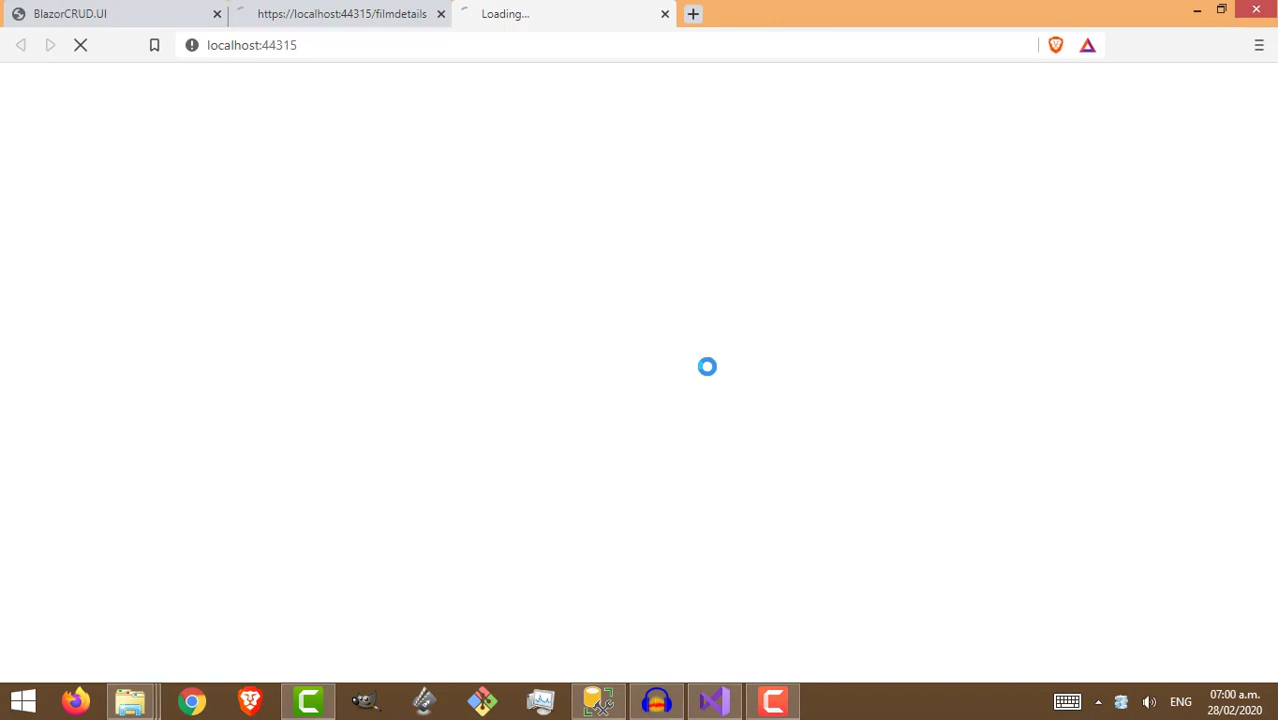 BlazorCRUD.UI
https://localhost:44315/filmdetails
Loading...
localhost:44315
ENG
07:00 a.m.
28/02/2020